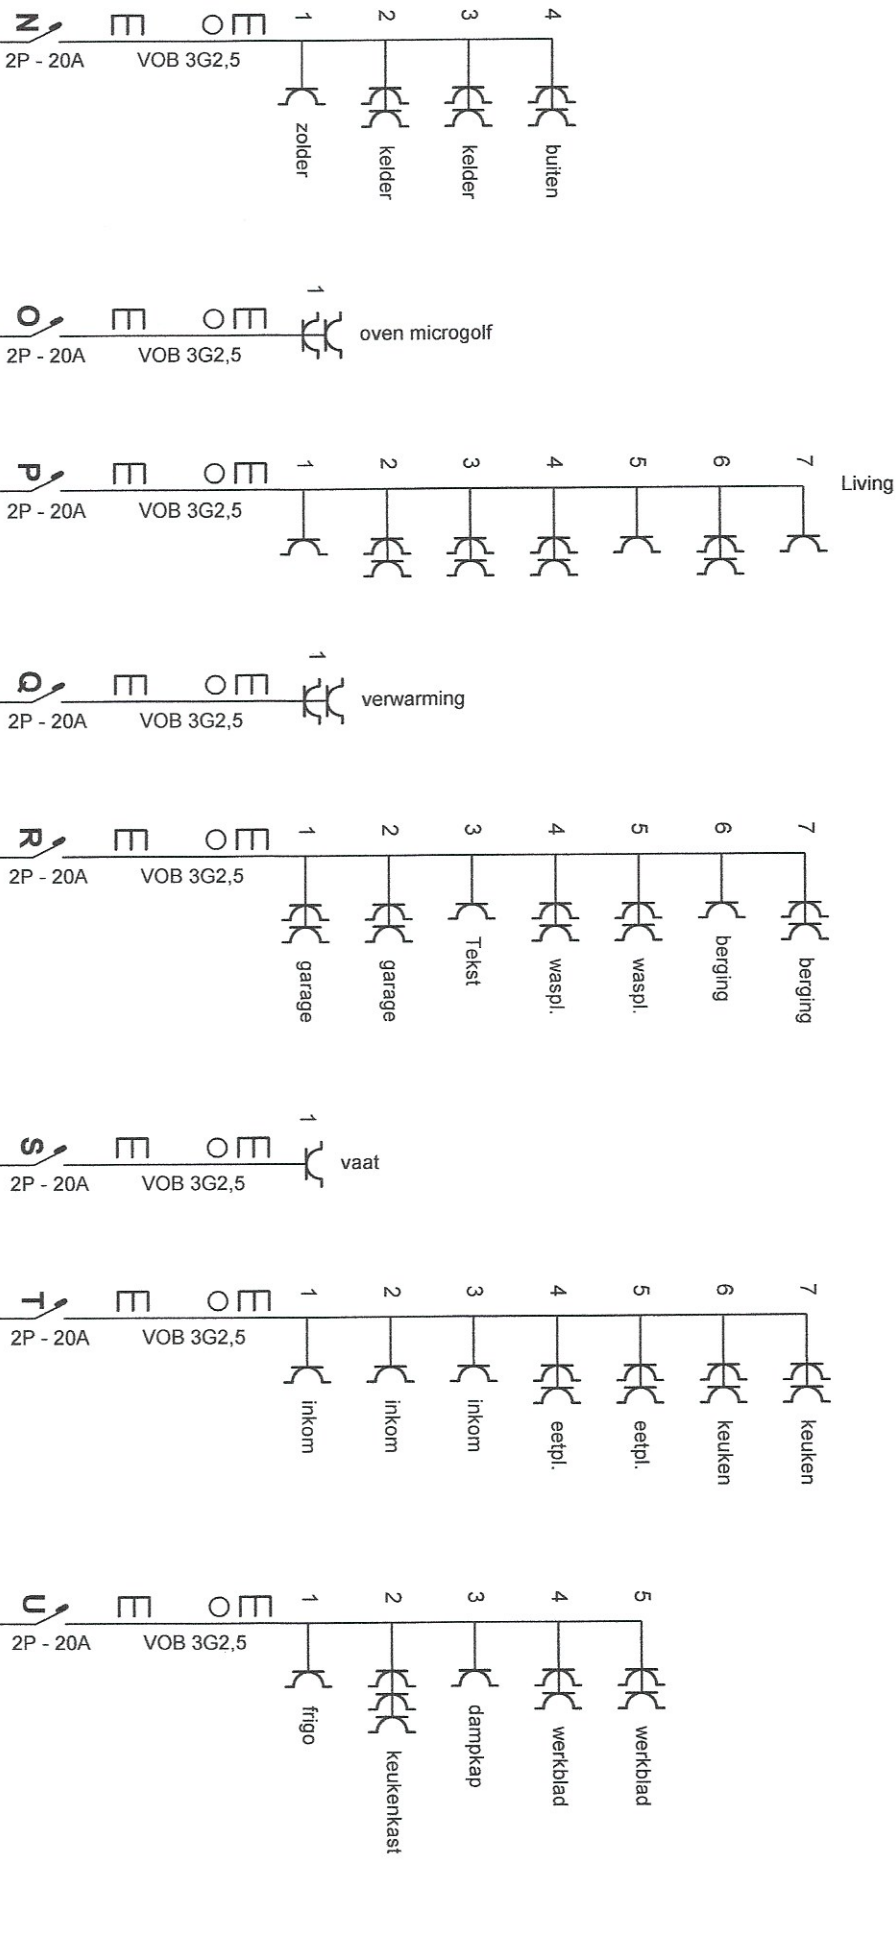 N 1 2 3 4
2P - 20A VOB 3G2,5
zolder kelder kelder buiten
O 1
oven microgolf
2P - 20A VOB 3G2,5
P 1 2 3 4 5 6 7
Living
2P - 20A VOB 3G2,5
Q 1
verwarming
2P - 20A VOB 3G2,5
R 1 2 3 4 5 6 7
2P - 20A VOB 3G2,5
garage garage Tekst waspl. waspl. berging berging
S 1
vaat
2P - 20A VOB 3G2,5
T 1 2 3 4 5 6 7
2P - 20A VOB 3G2,5
inkom inkom inkom eetpl. eetpl. keuken keuken
U 1 2 3 4 5
2P - 20A VOB 3G2,5
frigo keukenkast dampkap werkblad werkblad